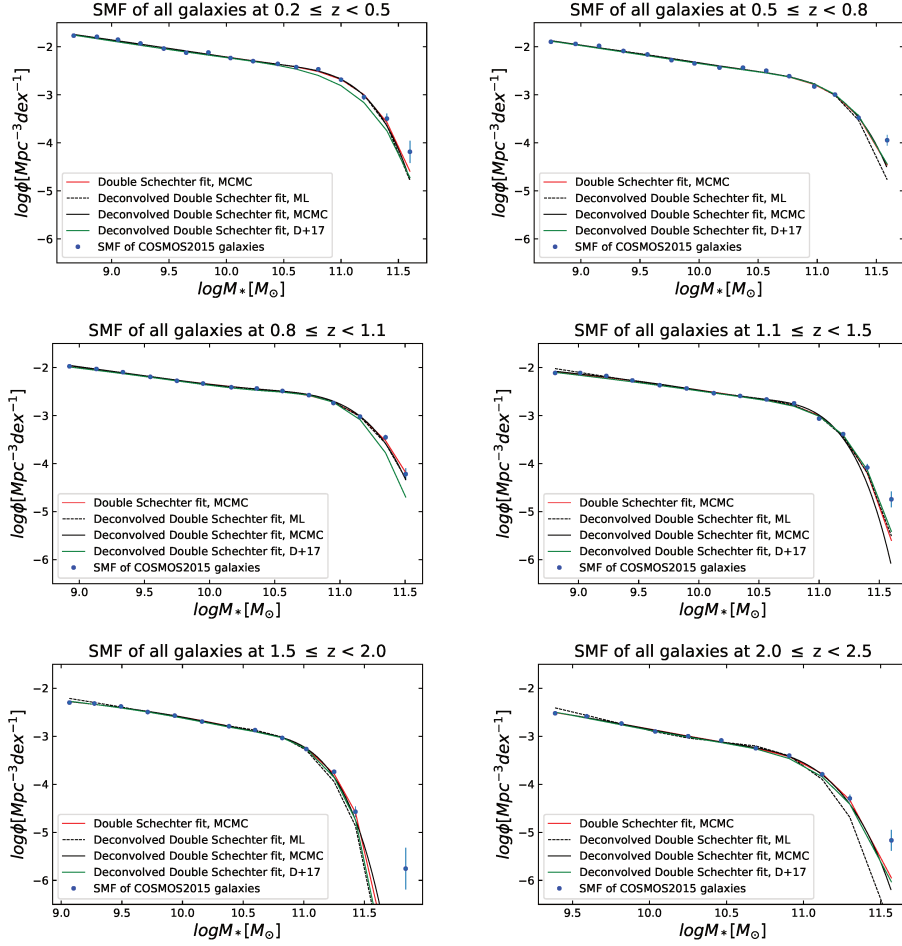 SMF of all galaxies at 0.2 ≤ z < 0.5
logϕ[Mpc⁻³dex⁻¹]
−2
−3
−4
−5
−6
Double Schechter fit, MCMC
Deconvolved Double Schechter fit, ML
Deconvolved Double Schechter fit, MCMC
Deconvolved Double Schechter fit, D+17
SMF of COSMOS2015 galaxies
9.0 9.5 10.0 10.5 11.0 11.5
logM*[M⊙]
SMF of all galaxies at 0.5 ≤ z < 0.8
logϕ[Mpc⁻³dex⁻¹]
−2
−3
−4
−5
−6
Double Schechter fit, MCMC
Deconvolved Double Schechter fit, ML
Deconvolved Double Schechter fit, MCMC
Deconvolved Double Schechter fit, D+17
SMF of COSMOS2015 galaxies
9.0 9.5 10.0 10.5 11.0 11.5
logM*[M⊙]
SMF of all galaxies at 0.8 ≤ z < 1.1
logϕ[Mpc⁻³dex⁻¹]
−2
−3
−4
−5
−6
Double Schechter fit, MCMC
Deconvolved Double Schechter fit, ML
Deconvolved Double Schechter fit, MCMC
Deconvolved Double Schechter fit, D+17
SMF of COSMOS2015 galaxies
9.0 9.5 10.0 10.5 11.0 11.5
logM*[M⊙]
SMF of all galaxies at 1.1 ≤ z < 1.5
logϕ[Mpc⁻³dex⁻¹]
−2
−3
−4
−5
−6
Double Schechter fit, MCMC
Deconvolved Double Schechter fit, ML
Deconvolved Double Schechter fit, MCMC
Deconvolved Double Schechter fit, D+17
SMF of COSMOS2015 galaxies
9.0 9.5 10.0 10.5 11.0 11.5
logM*[M⊙]
SMF of all galaxies at 1.5 ≤ z < 2.0
logϕ[Mpc⁻³dex⁻¹]
−2
−3
−4
−5
−6
Double Schechter fit, MCMC
Deconvolved Double Schechter fit, ML
Deconvolved Double Schechter fit, MCMC
Deconvolved Double Schechter fit, D+17
SMF of COSMOS2015 galaxies
9.0 9.5 10.0 10.5 11.0 11.5
logM*[M⊙]
SMF of all galaxies at 2.0 ≤ z < 2.5
logϕ[Mpc⁻³dex⁻¹]
−2
−3
−4
−5
−6
Double Schechter fit, MCMC
Deconvolved Double Schechter fit, ML
Deconvolved Double Schechter fit, MCMC
Deconvolved Double Schechter fit, D+17
SMF of COSMOS2015 galaxies
9.5 10.0 10.5 11.0 11.5
logM*[M⊙]